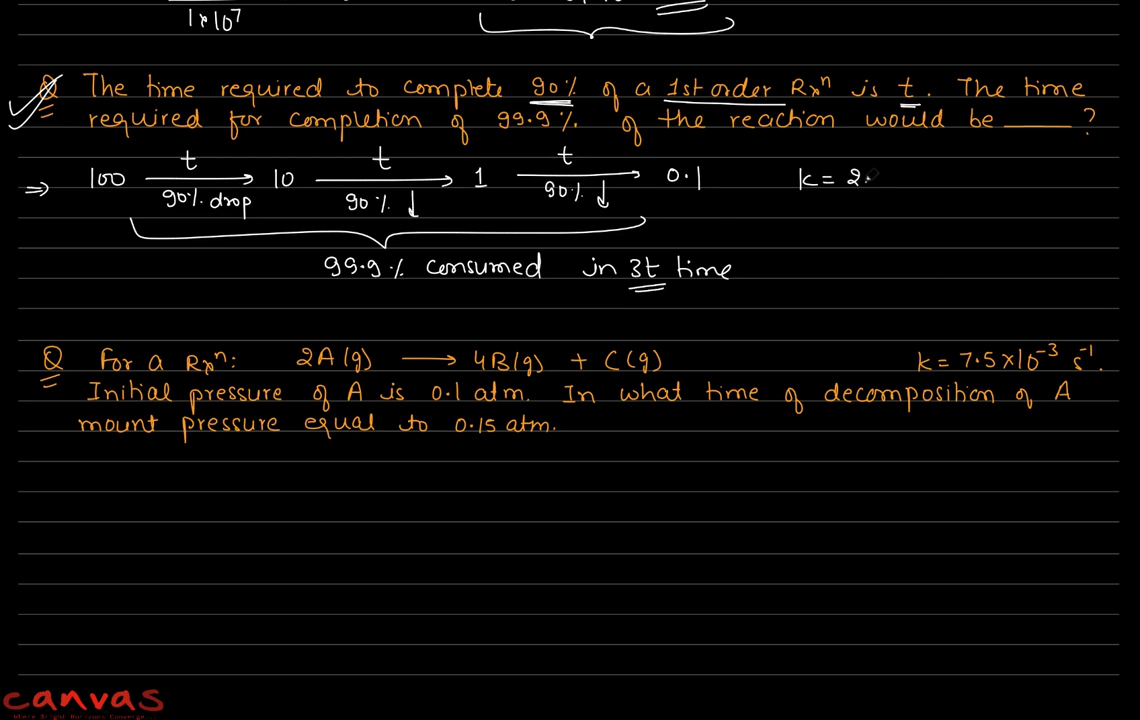 1×10⁷
Q The time required to complete 90% of a 1st order Rxⁿ is t. The time
required for completion of 99.9% of the reaction would be ____ ?
⇒ 100 —t→ 10 —t→ 1 —t→ 0.1 k = 2.
90% drop 90% ↓ 90% ↓
99.9% consumed in 3t time
Q For a Rxⁿ: 2A(g) ⟶ 4B(g) + C(g) k = 7.5×10⁻³ s⁻¹.
Initial pressure of A is 0.1 atm. In what time of decomposition of A
mount pressure equal to 0.15 atm.
canvas